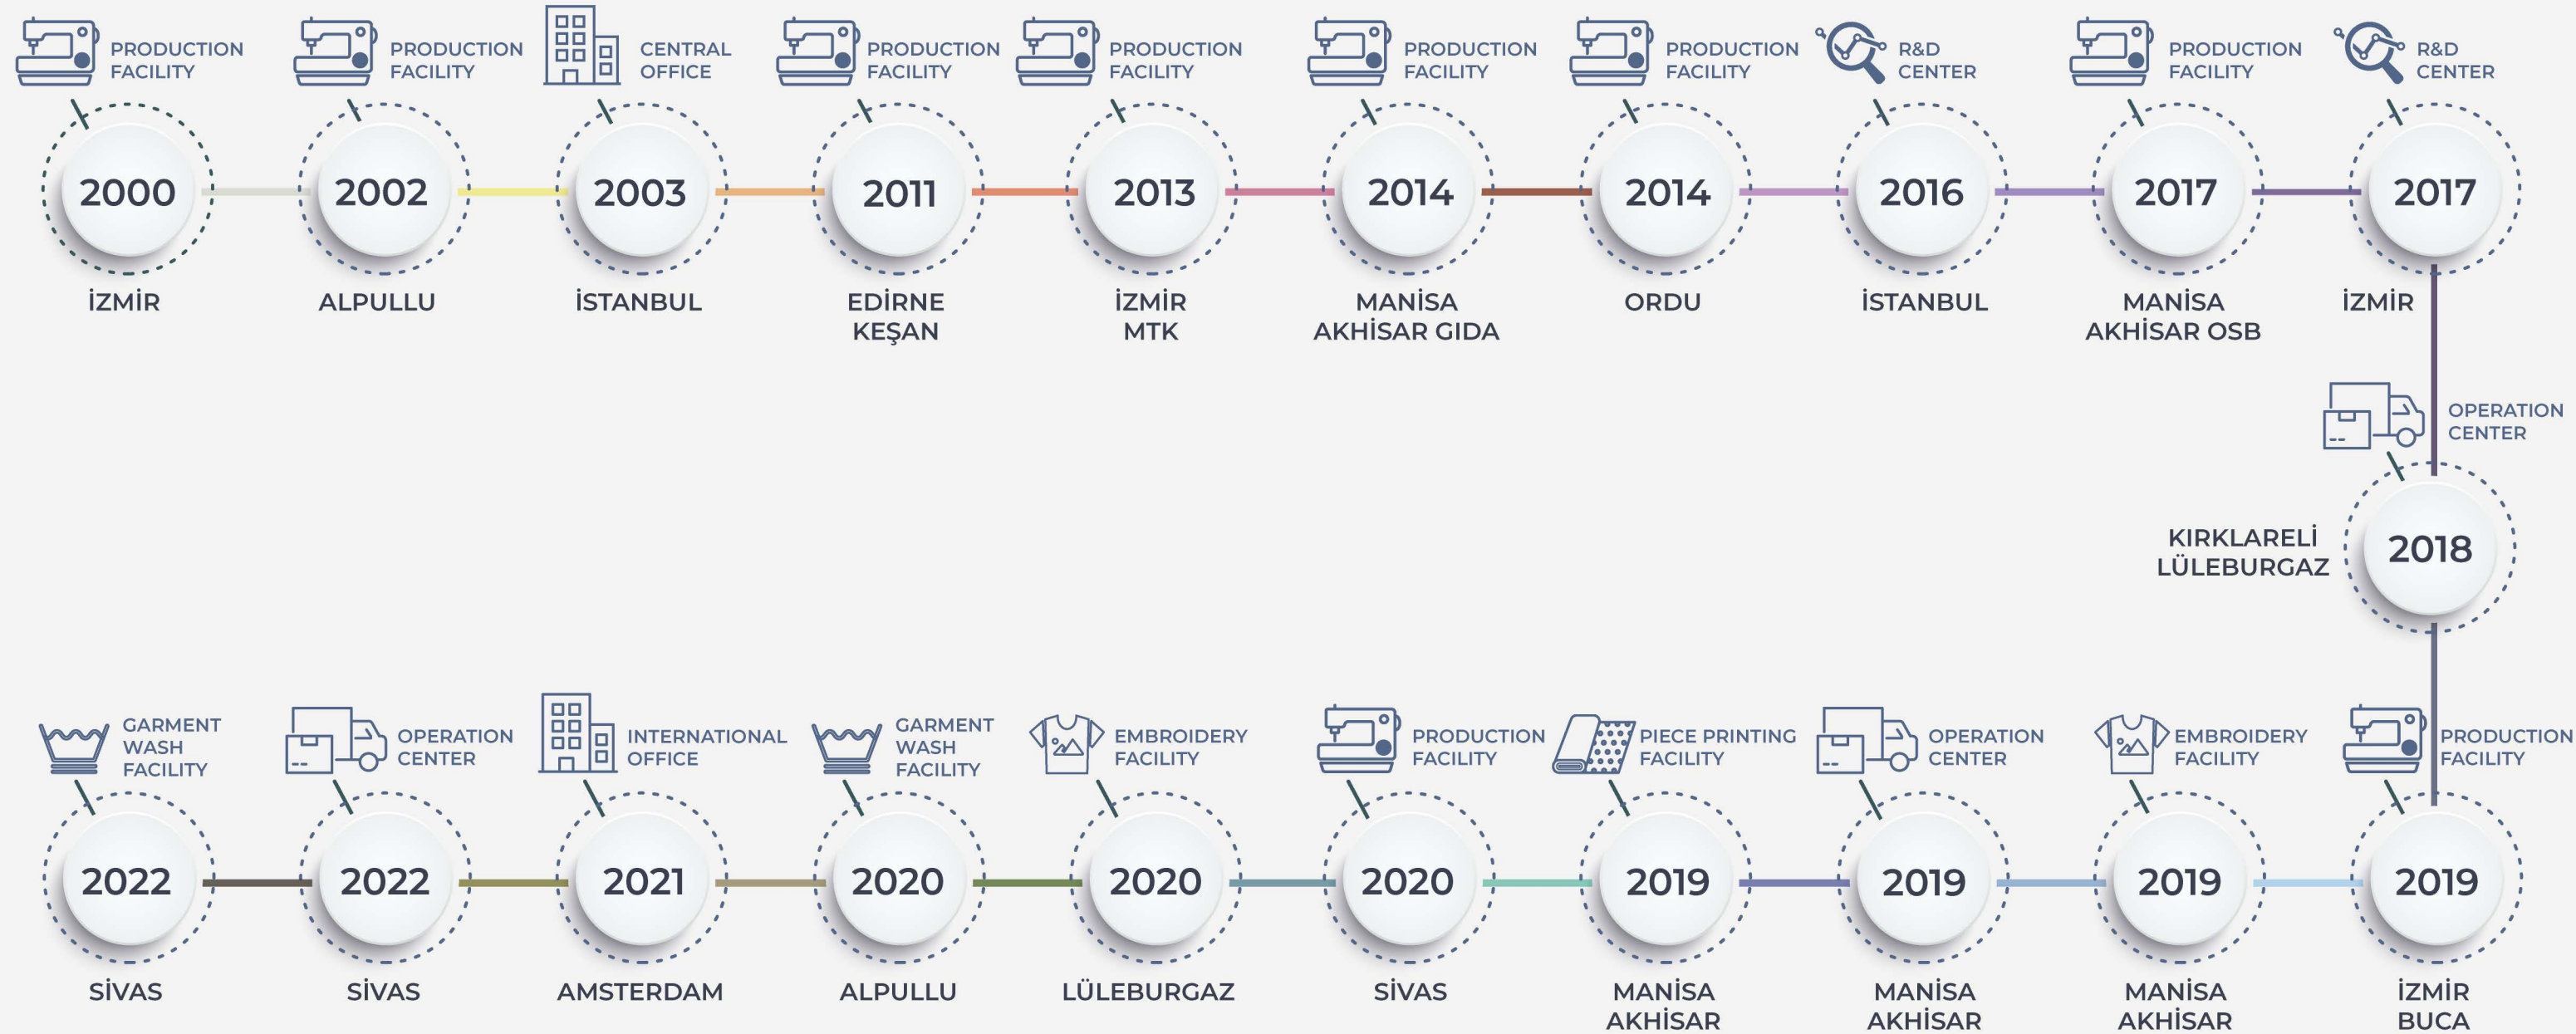 PRODUCTION
FACILITY
2000
İZMİR
PRODUCTION
FACILITY
2002
ALPULLU
CENTRAL
OFFICE
2003
İSTANBUL
PRODUCTION
FACILITY
2011
EDİRNE
KEŞAN
PRODUCTION
FACILITY
2013
İZMİR
MTK
PRODUCTION
FACILITY
2014
MANİSA
AKHİSAR GIDA
PRODUCTION
FACILITY
2014
ORDU
R&D
CENTER
2016
İSTANBUL
PRODUCTION
FACILITY
2017
MANİSA
AKHİSAR OSB
R&D
CENTER
2017
İZMİR
OPERATION
CENTER
2018
KIRKLARELİ
LÜLEBURGAZ
PRODUCTION
FACILITY
2019
İZMİR
BUCA
EMBROIDERY
FACILITY
2019
MANİSA
AKHİSAR
OPERATION
CENTER
2019
MANİSA
AKHİSAR
PIECE PRINTING
FACILITY
2019
MANİSA
AKHİSAR
PRODUCTION
FACILITY
2020
SİVAS
EMBROIDERY
FACILITY
2020
LÜLEBURGAZ
GARMENT
WASH
FACILITY
2020
ALPULLU
INTERNATIONAL
OFFICE
2021
AMSTERDAM
OPERATION
CENTER
2022
SİVAS
GARMENT
WASH
FACILITY
2022
SİVAS